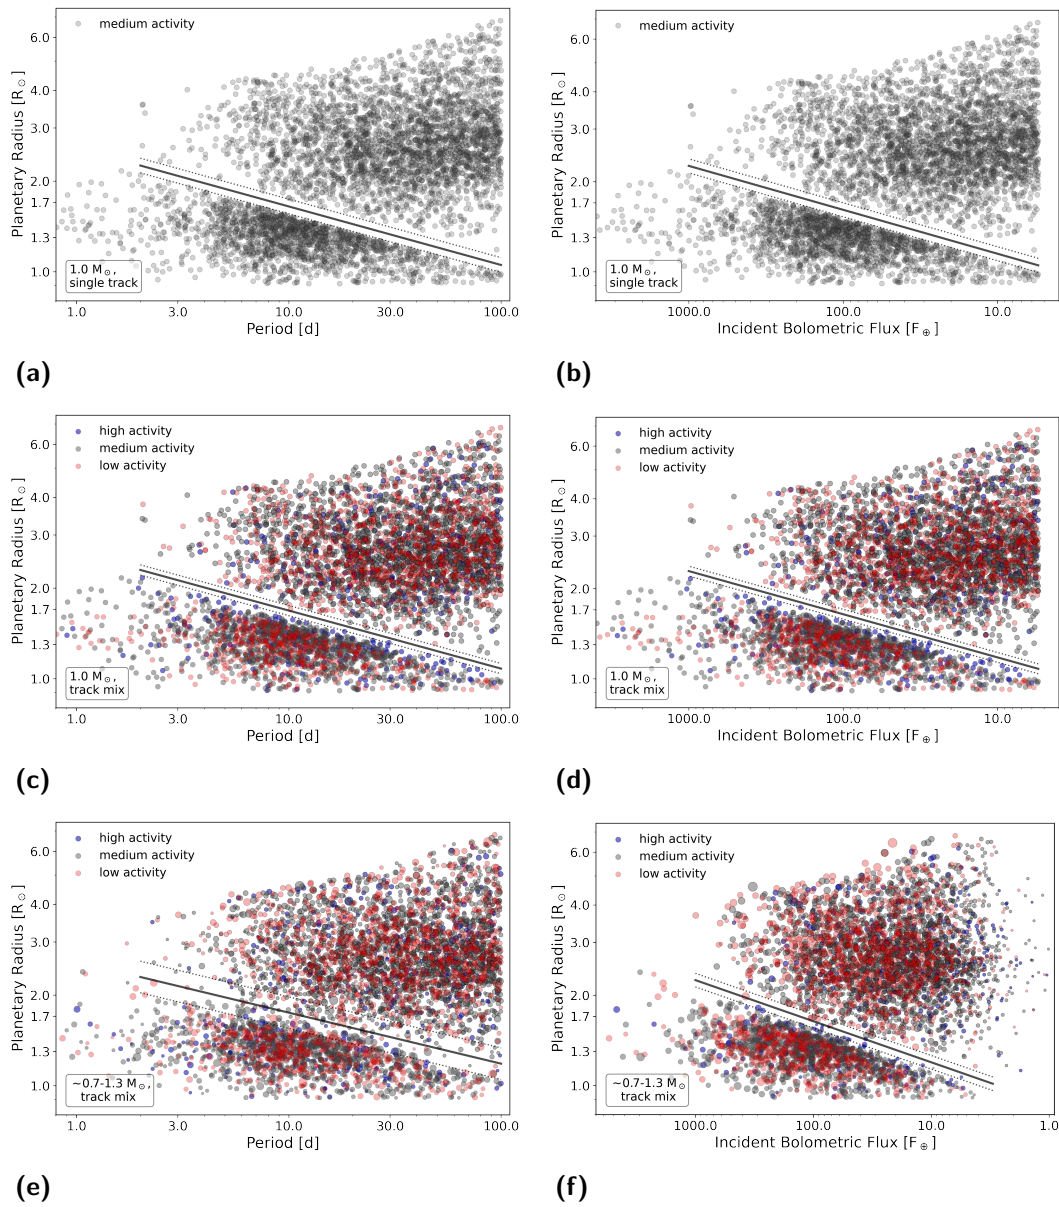 medium activity
6.0
4.0
3.0
2.0
1.7
1.3
1.0
Planetary Radius [R⊙]
1.0 M⊙,
single track
1.0 3.0 10.0 30.0 100.0
Period [d]
(a)
medium activity
6.0
4.0
3.0
2.0
1.7
1.3
1.0
Planetary Radius [R⊙]
1.0 M⊙,
single track
1000.0 100.0 10.0
Incident Bolometric Flux [F⊕]
(b)
high activity
medium activity
low activity
6.0
4.0
3.0
2.0
1.7
1.3
1.0
Planetary Radius [R⊙]
1.0 M⊙,
track mix
1.0 3.0 10.0 30.0 100.0
Period [d]
(c)
high activity
medium activity
low activity
6.0
4.0
3.0
2.0
1.7
1.3
1.0
Planetary Radius [R⊙]
1.0 M⊙,
track mix
1000.0 100.0 10.0
Incident Bolometric Flux [F⊕]
(d)
high activity
medium activity
low activity
6.0
4.0
3.0
2.0
1.7
1.3
1.0
Planetary Radius [R⊙]
~0.7-1.3 M⊙,
track mix
1.0 3.0 10.0 30.0 100.0
Period [d]
(e)
high activity
medium activity
low activity
6.0
4.0
3.0
2.0
1.7
1.3
1.0
Planetary Radius [R⊙]
~0.7-1.3 M⊙,
track mix
1000.0 100.0 10.0 1.0
Incident Bolometric Flux [F⊕]
(f)